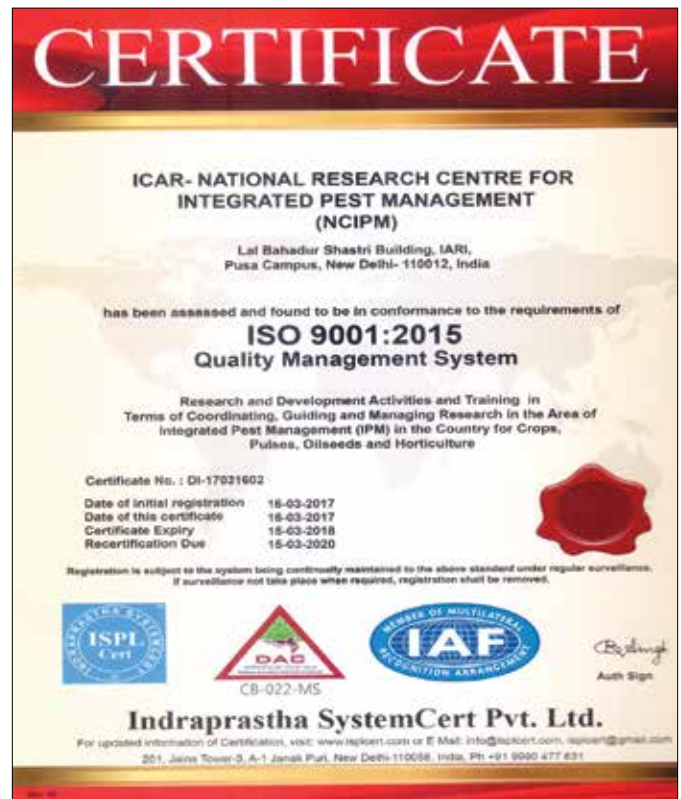 CERTIFICATE
ICAR- NATIONAL RESEARCH CENTRE FOR
INTEGRATED PEST MANAGEMENT
(NCIPM)
Lal Bahadur Shastri Building, IARI,
Pusa Campus, New Delhi- 110012, India
has been assessed and found to be in conformance to the requirements of
ISO 9001:2015
Quality Management System
Research and Development Activities and Training in
Terms of Coordinating, Guiding and Managing Research in the Area of
Integrated Pest Management (IPM) in the Country for Crops,
Pulses, Oilseeds and Horticulture
Certificate No. : DI-17031602
Date of initial registration 16-03-2017
Date of this certificate 16-03-2017
Certificate Expiry 15-03-2018
Recertification Due 15-03-2020
Registration is subject to the system being continually maintained to the above standard under regular surveillance.
If surveillance not take place when required, registration shall be removed.
INDRAPRASTHA SYSTEMCERT
ISPL
Cert
DAC
CB-022-MS
MEMBER OF MULTILATERAL
IAF
RECOGNITION ARRANGEMENT
Auth Sign
Indraprastha SystemCert Pvt. Ltd.
For updated information of Certification, visit: www.isplcert.com or E Mail: info@isplcert.com, isplcert@gmail.com
201, Jaina Tower-3, A-1 Janak Puri, New Delhi-110058, India, Ph +91 9990 477 631